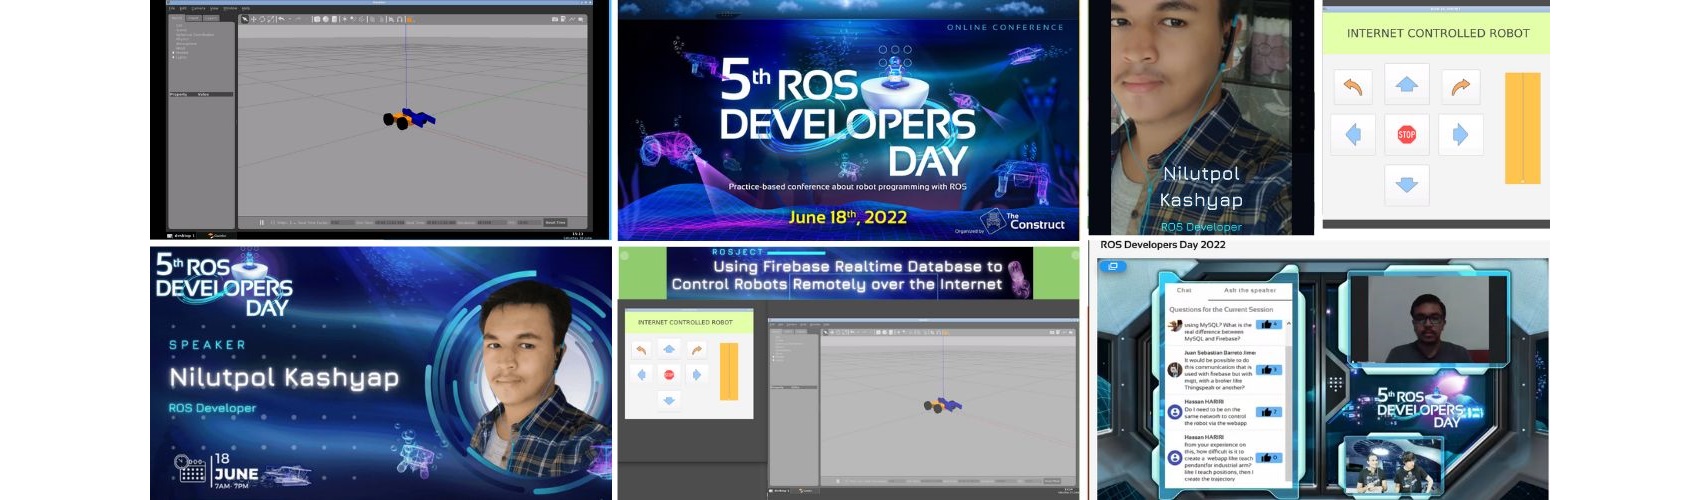 ONLINE CONFERENCE
5th ROS
DEVELOPERS
DAY
Practice-based conference about robot programming with ROS
June 18th, 2022
Organized by
The
Construct
Nilutpol
Kashyap
ROS Developer
INTERNET CONTROLLED ROBOT
STOP
5th ROS
DEVELOPERS
DAY
SPEAKER
Nilutpol Kashyap
ROS Developer
18
JUNE
7AM- 7PM
ROSJECT
Using Firebase Realtime Database to
Control Robots Remotely over the Internet
INTERNET CONTROLLED ROBOT
STOP
ROS Developers Day 2022
Chat
Ask the speaker
Questions for the Current Session
using MySQL? What is the
real difference between
MySQL and Firebase?
Juan Sebastian Barreto Jimen
It would be possible to do
this communication that is
used with firebase but with
mqtt, with a broker like
Thingspeak or another?
Hassan HARIRI
Do I need to be on the
same network to control
the robot via the webapp
Hassan HARIRI
from your experience on
this, how difficult is it to
create a webapp like teach
pendant for industrial arm?
like I teach positions, then I
create the trajectory
5th ROS
DEVELOPERS
DAY